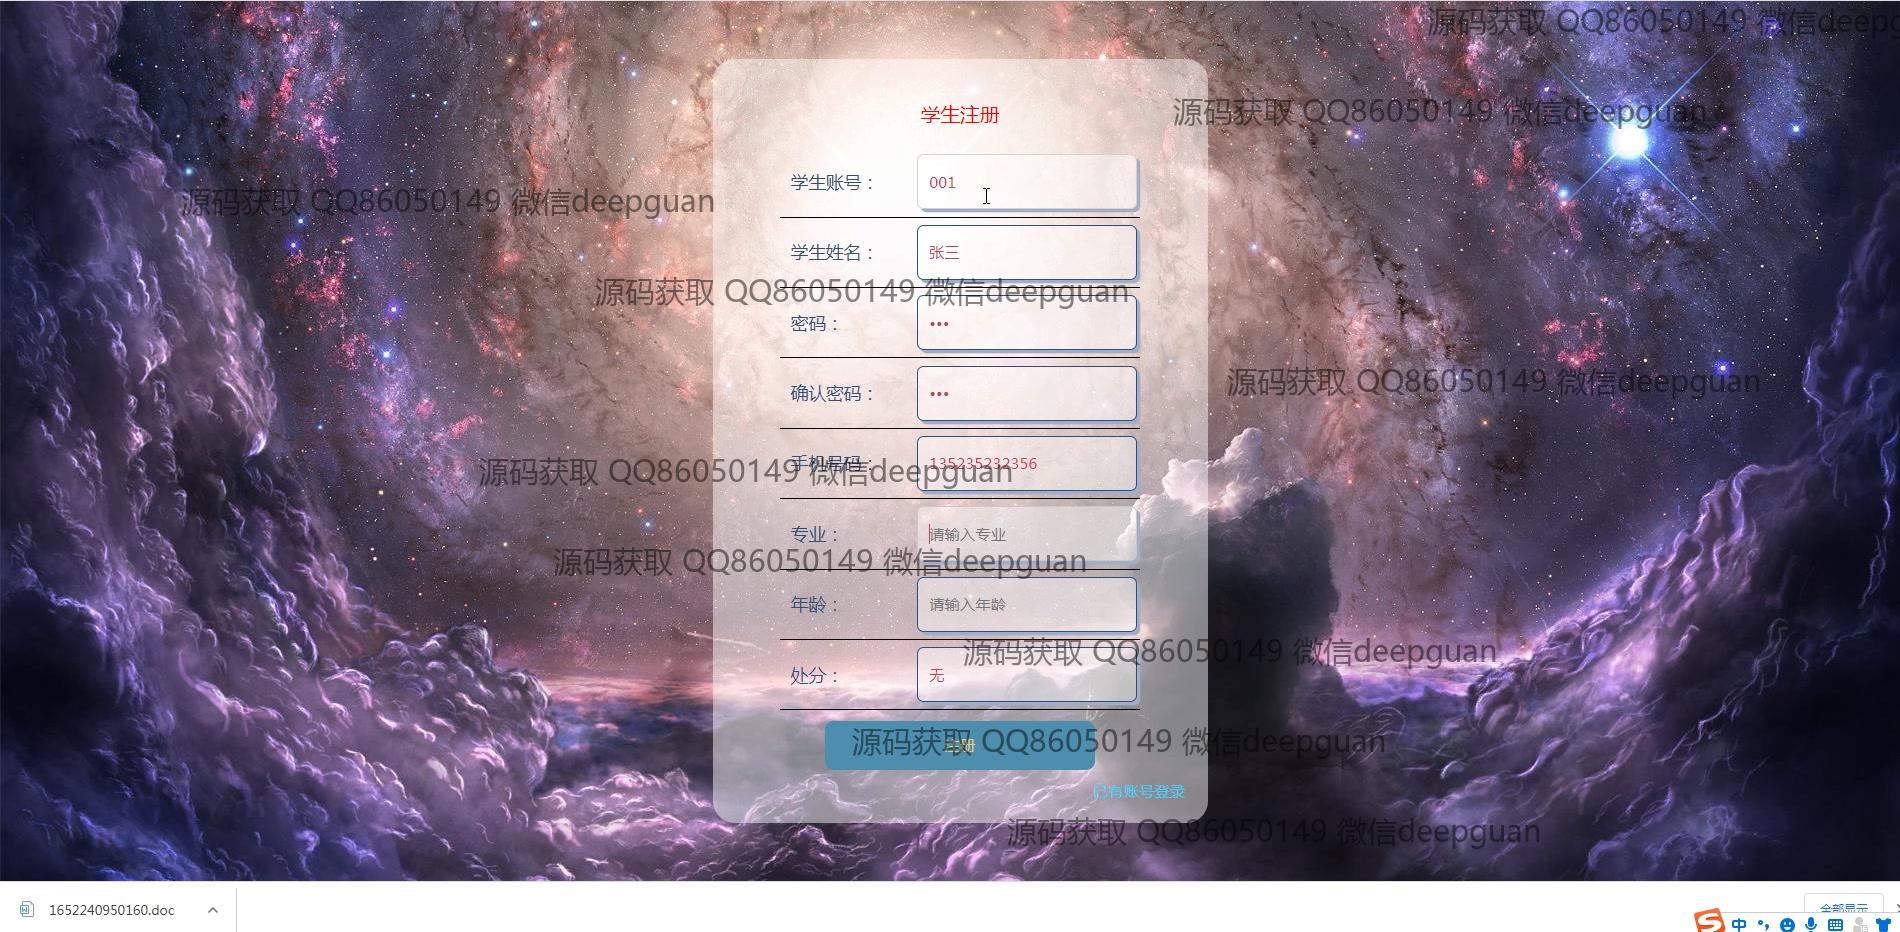 源码获取 QQ86050149 微信deepg
学生注册
源码获取 QQ86050149 微信deepguan
学生账号： 001
源码获取 QQ86050149 微信deepguan
学生姓名： 张三
源码获取 QQ86050149 微信deepguan
密码： •••
源码获取 QQ86050149 微信deepguan
确认密码： •••
手机号码： 135235232356
源码获取 QQ86050149 微信deepguan
专业： 请输入专业
源码获取 QQ86050149 微信deepguan
年龄： 请输入年龄
源码获取 QQ86050149 微信deepguan
处分： 无
注册
源码获取 QQ86050149 微信deepguan
已有账号登录
源码获取 QQ86050149 微信deepguan
1652240950160.doc
全部显示
中